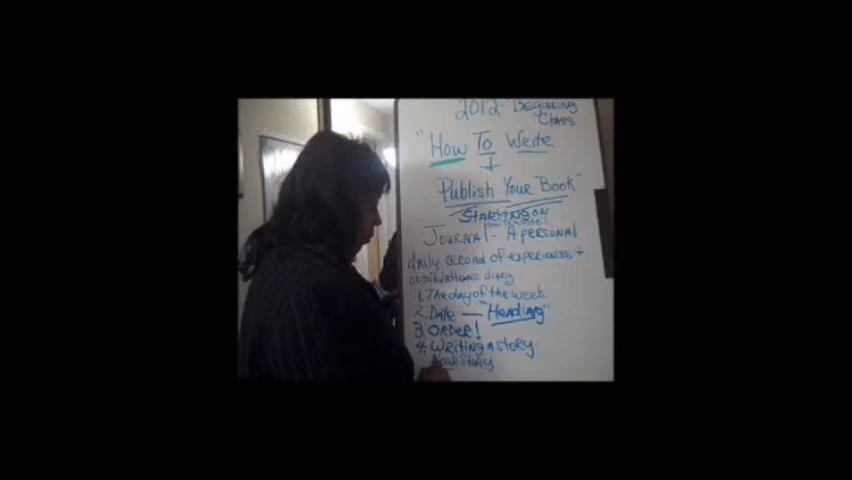 2012- Beginning
Class
"How To Write
+
Publish Your Book"
Starting on
Journal - A personal
daily record of experiences +
observations diary
1. The day of the week
2. Date — "Heading"
3. ORDER!
4. Writing a story.
Story